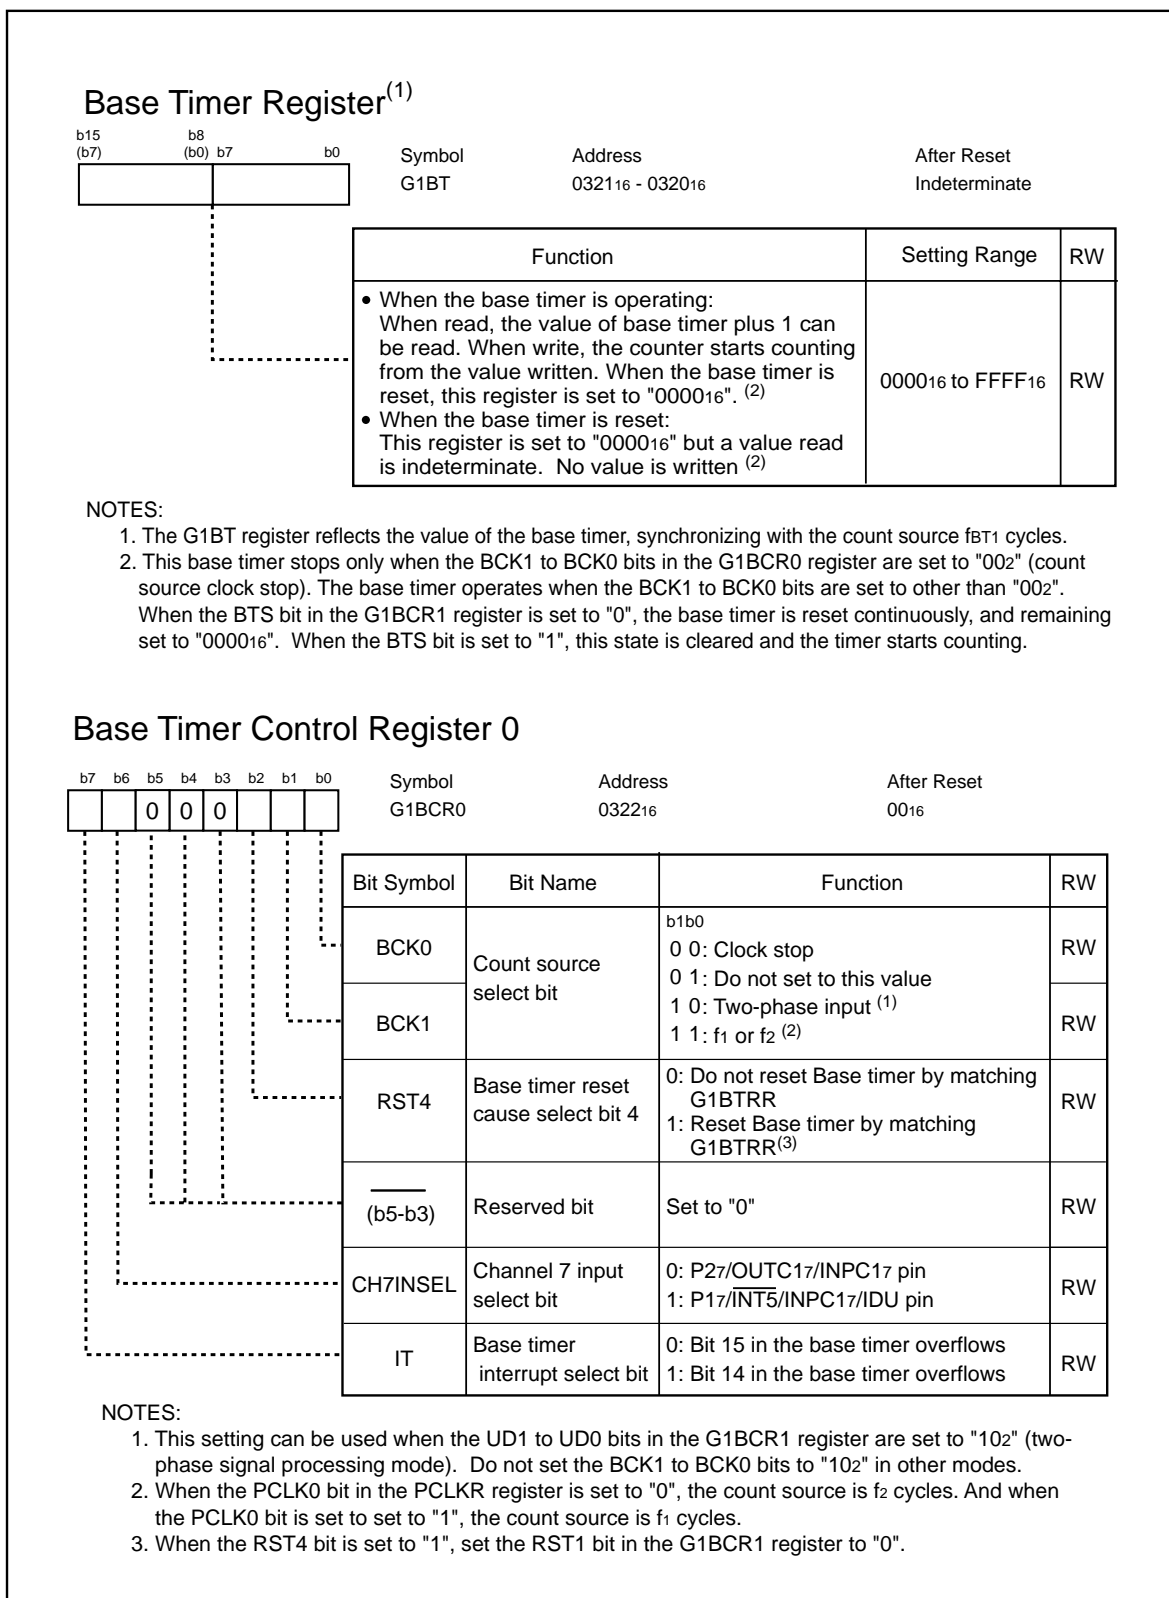 Base Timer Register(1)
b15 b8
(b7) (b0) b7 b0
Symbol Address After Reset
G1BT 032116 - 032016 Indeterminate
Function Setting Range RW
• When the base timer is operating:
When read, the value of base timer plus 1 can
be read. When write, the counter starts counting
from the value written. When the base timer is
reset, this register is set to "000016". (2)
000016 to FFFF16 RW
• When the base timer is reset:
This register is set to "000016" but a value read
is indeterminate. No value is written (2)
NOTES:
1. The G1BT register reflects the value of the base timer, synchronizing with the count source fBT1 cycles.
2. This base timer stops only when the BCK1 to BCK0 bits in the G1BCR0 register are set to "002" (count
source clock stop). The base timer operates when the BCK1 to BCK0 bits are set to other than "002".
When the BTS bit in the G1BCR1 register is set to "0", the base timer is reset continuously, and remaining
set to "000016". When the BTS bit is set to "1", this state is cleared and the timer starts counting.
Base Timer Control Register 0
b7 b6 b5 b4 b3 b2 b1 b0
0 0 0
Symbol Address After Reset
G1BCR0 032216 0016
Bit Symbol Bit Name Function RW
BCK0
BCK1
Count source
select bit
b1b0
0 0: Clock stop
0 1: Do not set to this value
1 0: Two-phase input (1)
1 1: f1 or f2 (2)
RW
RW
RST4
Base timer reset
cause select bit 4
0: Do not reset Base timer by matching
G1BTRR
1: Reset Base timer by matching
G1BTRR(3)
RW
(b5-b3) Reserved bit Set to "0" RW
CH7INSEL
Channel 7 input
select bit
0: P27/OUTC17/INPC17 pin
1: P17/INT5/INPC17/IDU pin
RW
IT
Base timer
interrupt select bit
0: Bit 15 in the base timer overflows
1: Bit 14 in the base timer overflows
RW
NOTES:
1. This setting can be used when the UD1 to UD0 bits in the G1BCR1 register are set to "102" (two-
phase signal processing mode). Do not set the BCK1 to BCK0 bits to "102" in other modes.
2. When the PCLK0 bit in the PCLKR register is set to "0", the count source is f2 cycles. And when
the PCLK0 bit is set to set to "1", the count source is f1 cycles.
3. When the RST4 bit is set to "1", set the RST1 bit in the G1BCR1 register to "0".